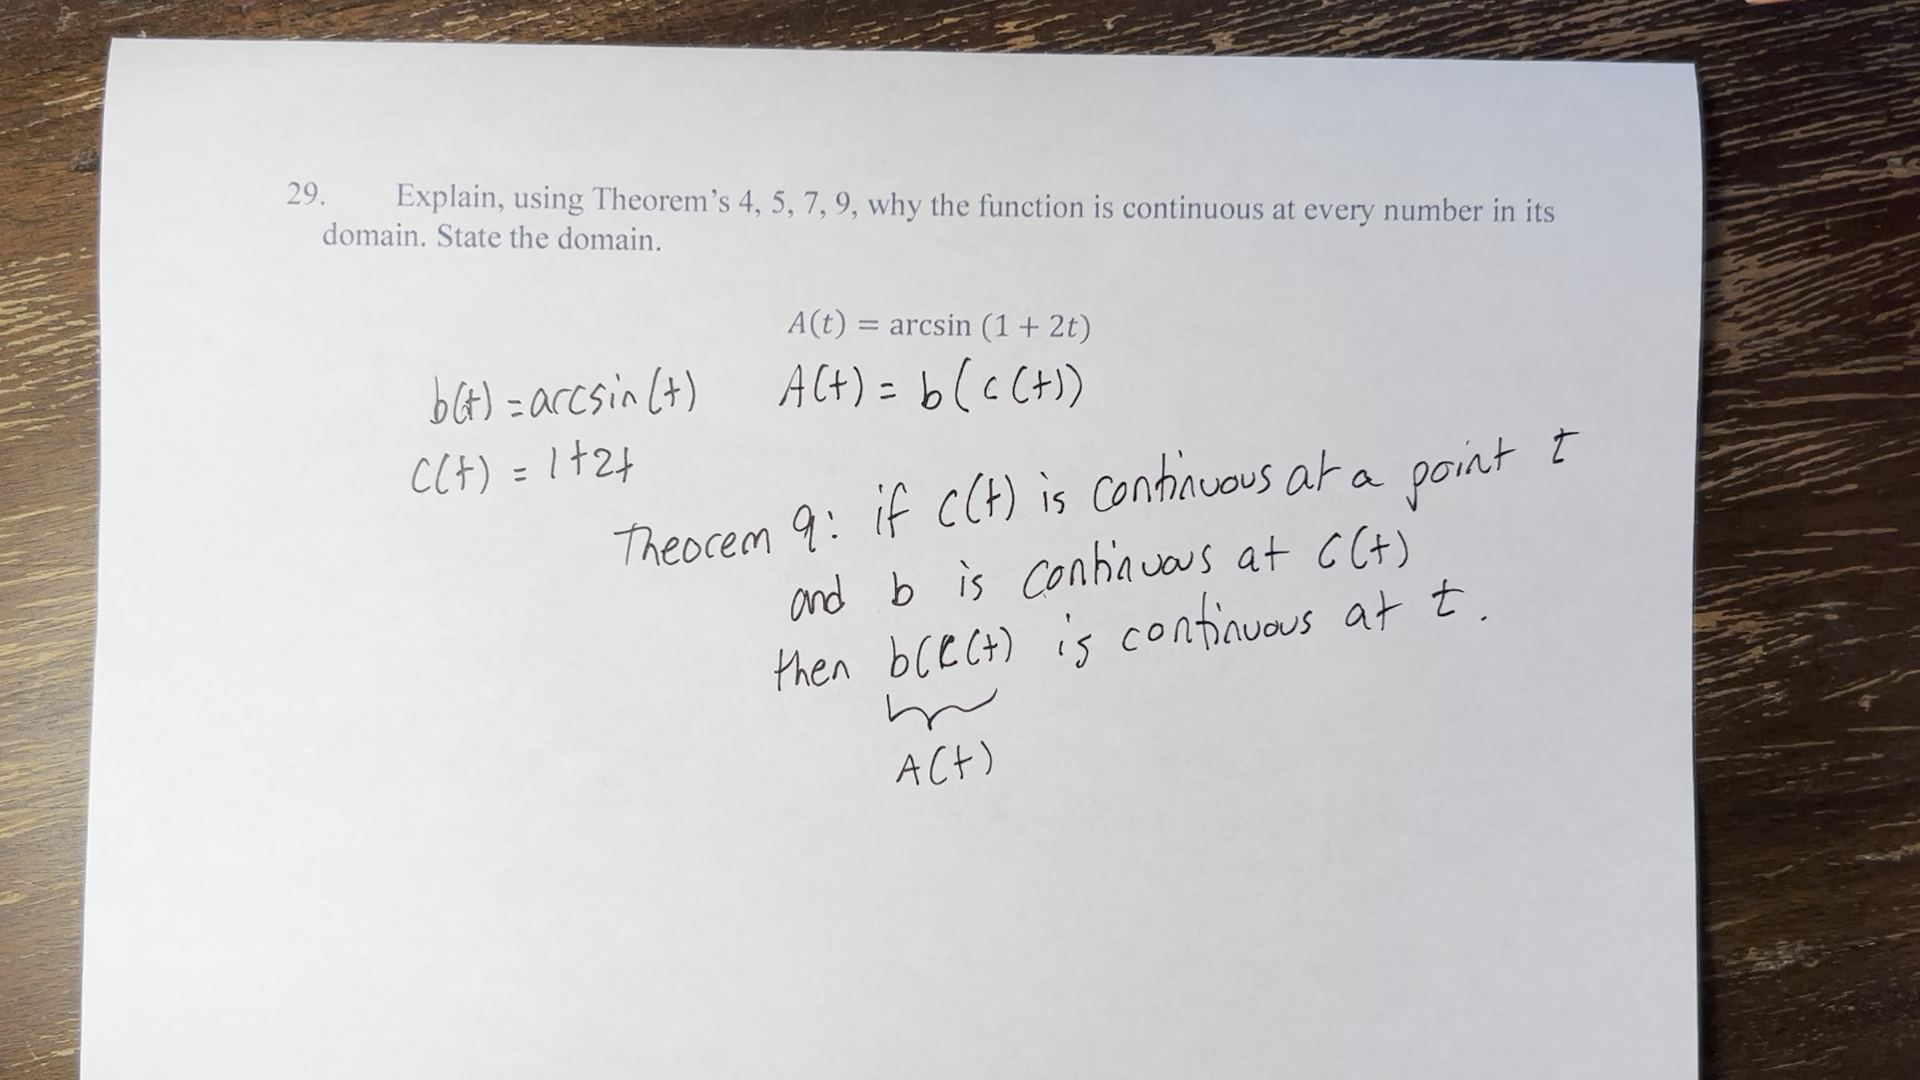 29. Explain, using Theorem's 4, 5, 7, 9, why the function is continuous at every number in its
domain. State the domain.
A(t) = arcsin (1 + 2t)
b(t) = arcsin(t) A(t) = b(c(t))
C(t) = 1+2t
Theorem 9: if c(t) is continuous at a point t
and b is continuous at C(t)
then b(c(t) is continuous at t.
A(t)